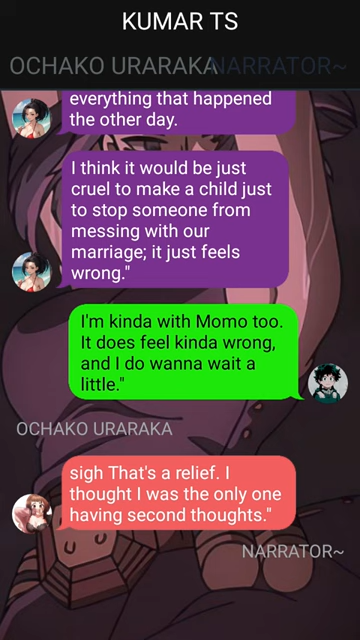 KUMAR TS
OCHAKO URARAKA
NARRATOR~
everything that happened
the other day.
I think it would be just
cruel to make a child just
to stop someone from
messing with our
marriage; it just feels
wrong."
I'm kinda with Momo too.
It does feel kinda wrong,
and I do wanna wait a
little."
OCHAKO URARAKA
sigh That's a relief. I
thought I was the only one
having second thoughts."
NARRATOR~